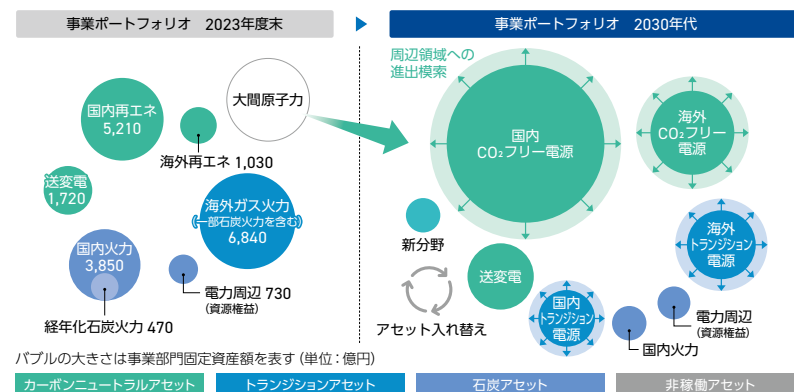 事業ポートフォリオ 2023年度末
事業ポートフォリオ 2030年代
国内再エネ
5,210
海外再エネ 1,030
大間原子力
送変電
1,720
海外ガス火力
(一部石炭火力を含む)
6,840
国内火力
3,850
経年化石炭火力 470
電力周辺 730
(資源権益)
周辺領域への
進出模索
国内
CO₂フリー電源
海外
CO₂フリー
電源
新分野
アセット入れ替え
送変電
海外
トランジション
電源
国内
トランジション
電源
電力周辺
(資源権益)
国内火力
バブルの大きさは事業部門固定資産額を表す (単位:億円)
カーボンニュートラルアセット
トランジションアセット
石炭アセット
非稼働アセット